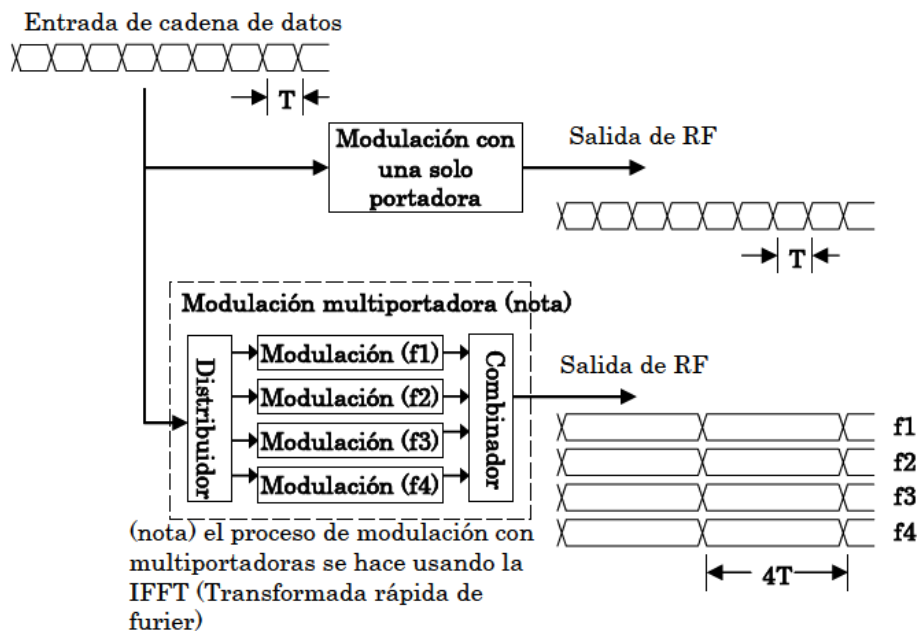 Entrada de cadena de datos
T
Modulación con
una solo
portadora
Salida de RF
T
Modulación multiportadora (nota)
Distribuidor
Modulación (f1)
Modulación (f2)
Modulación (f3)
Modulación (f4)
Combinador
Salida de RF
f1
f2
f3
f4
4T
(nota) el proceso de modulación con
multiportadoras se hace usando la
IFFT (Transformada rápida de
furier)